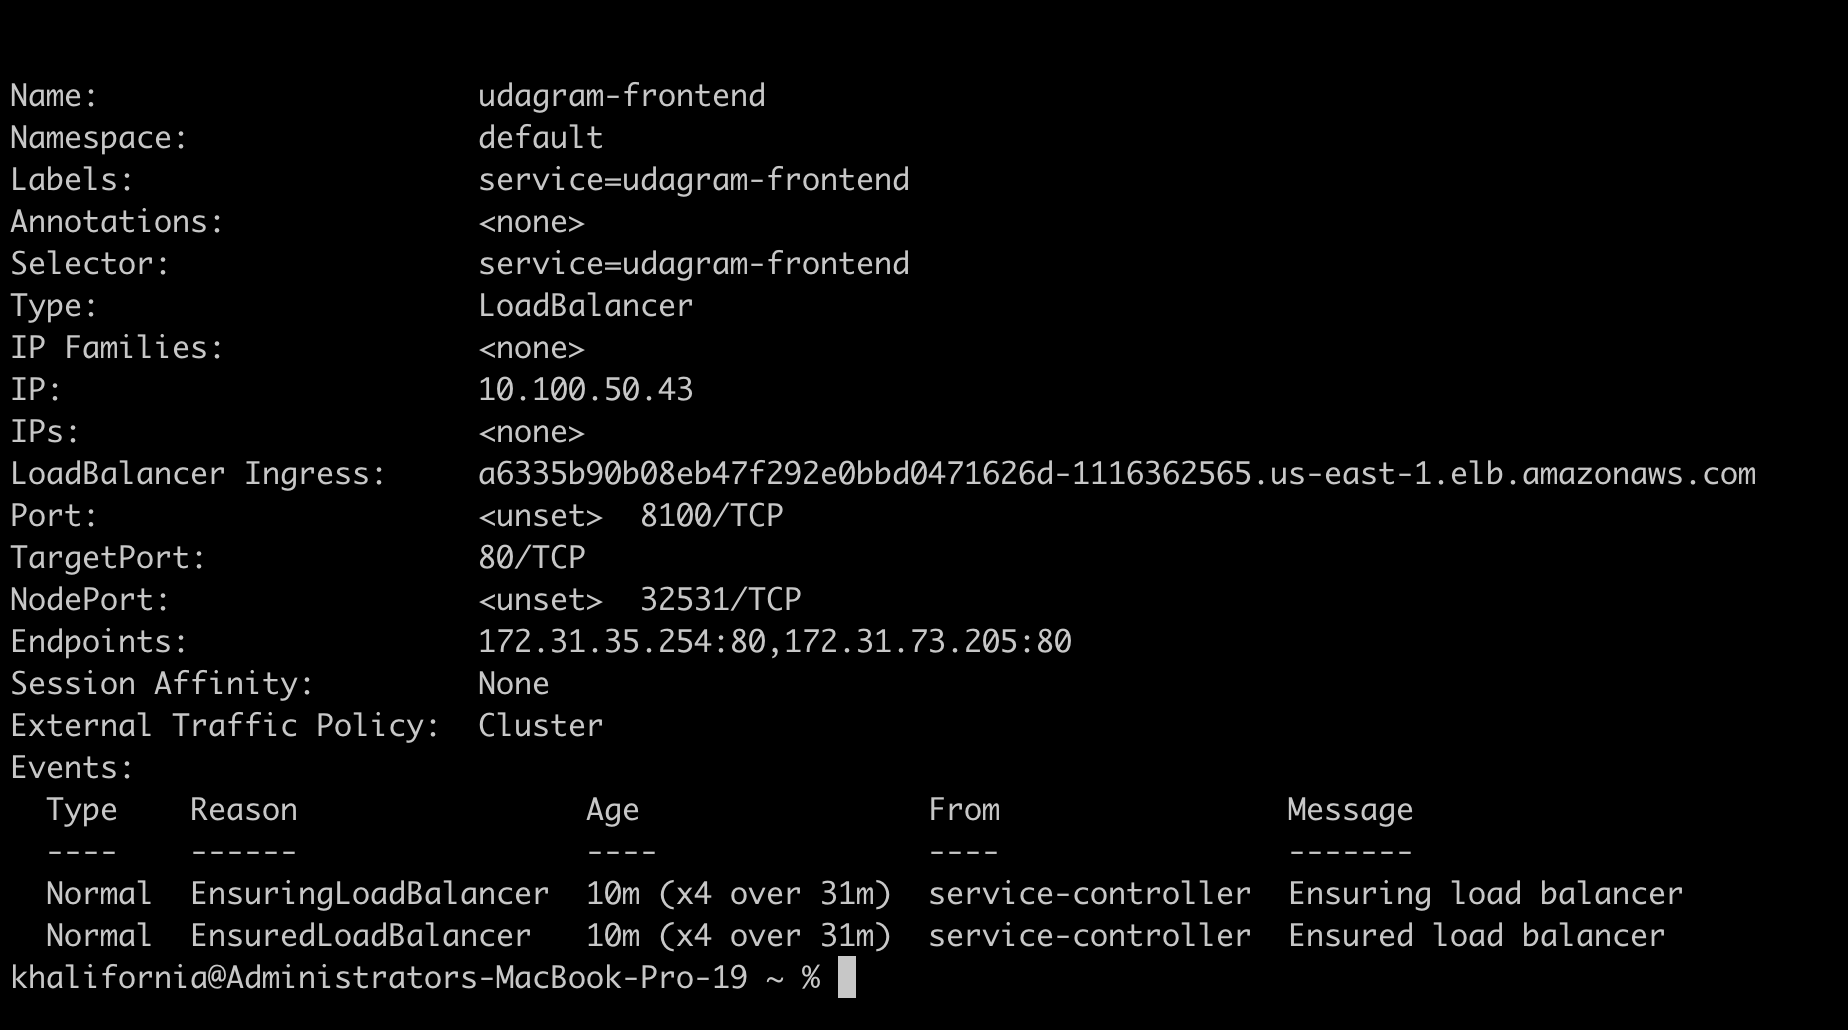 Name:                     udagram-frontend
Namespace:                default
Labels:                   service=udagram-frontend
Annotations:              <none>
Selector:                 service=udagram-frontend
Type:                     LoadBalancer
IP Families:              <none>
IP:                       10.100.50.43
IPs:                      <none>
LoadBalancer Ingress:     a6335b90b08eb47f292e0bbd0471626d-1116362565.us-east-1.elb.amazonaws.com
Port:                     <unset>  8100/TCP
TargetPort:               80/TCP
NodePort:                 <unset>  32531/TCP
Endpoints:                172.31.35.254:80,172.31.73.205:80
Session Affinity:         None
External Traffic Policy:  Cluster
Events:
  Type    Reason                Age                From                Message
  ----    ------                ----               ----                -------
  Normal  EnsuringLoadBalancer  10m (x4 over 31m)  service-controller  Ensuring load balancer
  Normal  EnsuredLoadBalancer   10m (x4 over 31m)  service-controller  Ensured load balancer
khalifornia@Administrators-MacBook-Pro-19 ~ %